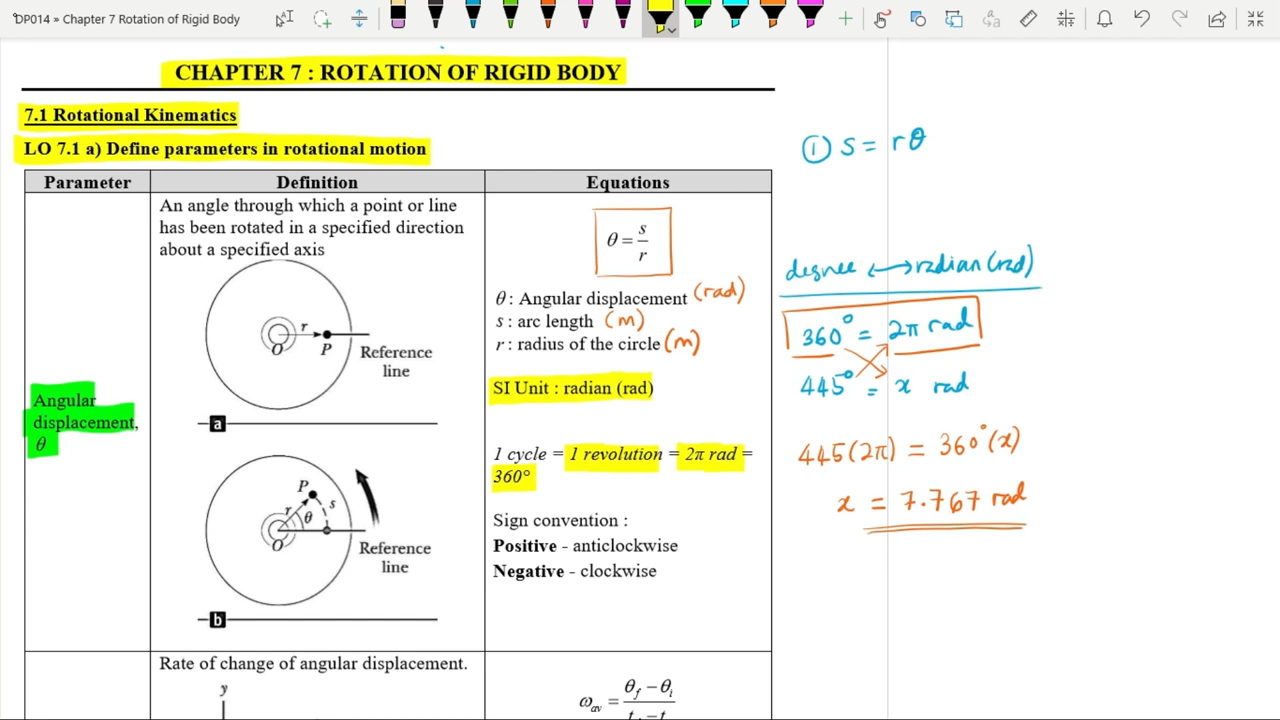 DP014 » Chapter 7 Rotation of Rigid Body
CHAPTER 7 : ROTATION OF RIGID BODY
7.1 Rotational Kinematics
LO 7.1 a) Define parameters in rotational motion
Parameter
Definition
Equations
Angular
displacement,
θ
An angle through which a point or line
has been rotated in a specified direction
about a specified axis
r
O
P
Reference
line
a
P
r
s
θ
O
Reference
line
b
θ = s/r
θ : Angular displacement (rad)
s : arc length (m)
r : radius of the circle (m)
SI Unit : radian (rad)
1 cycle = 1 revolution = 2π rad =
360°
Sign convention :
Positive - anticlockwise
Negative - clockwise
Rate of change of angular displacement.
y
ω_av = (θ_f − θ_i)
① s = rθ
degree ↔ radian (rad)
360° = 2π rad
445° = x rad
445(2π) = 360°(x)
x = 7.767 rad